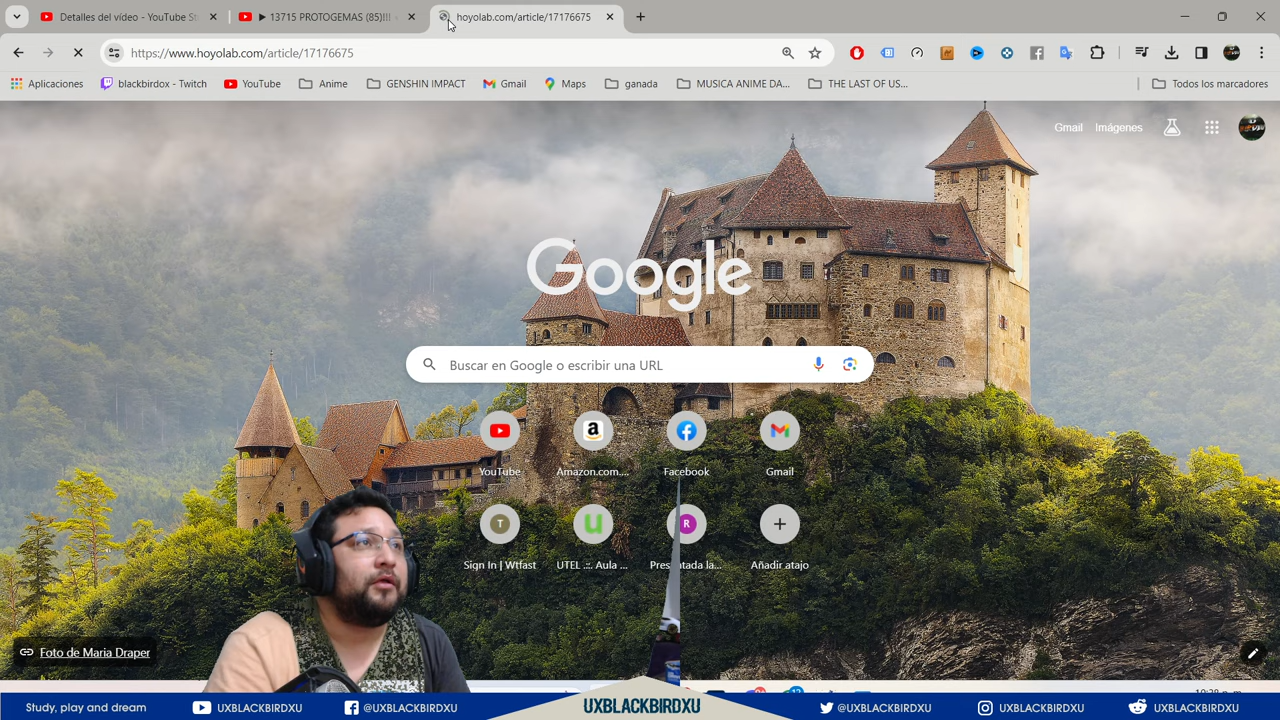 Detalles del vídeo - YouTube St
▶ 13715 PROTOGEMAS (85)!!!
hoyolab.com/article/17176675
https://www.hoyolab.com/article/17176675
Aplicaciones
blackbirdox - Twitch
YouTube
Anime
GENSHIN IMPACT
Gmail
Maps
ganada
MUSICA ANIME DA...
THE LAST OF US...
Todos los marcadores
Gmail
Imágenes
Google
Buscar en Google o escribir una URL
YouTube
Amazon.com....
Facebook
Gmail
T
R
Sign In | Wtfast
UTEL .::. Aula ...
Añadir atajo
Foto de Maria Draper
Study, play and dream
UXBLACKBIRDXU
@UXBLACKBIRDXU
UXBLACKBIRDXU
@UXBLACKBIRDXU
UXBLACKBIRDXU
UXBLACKBIRDXU